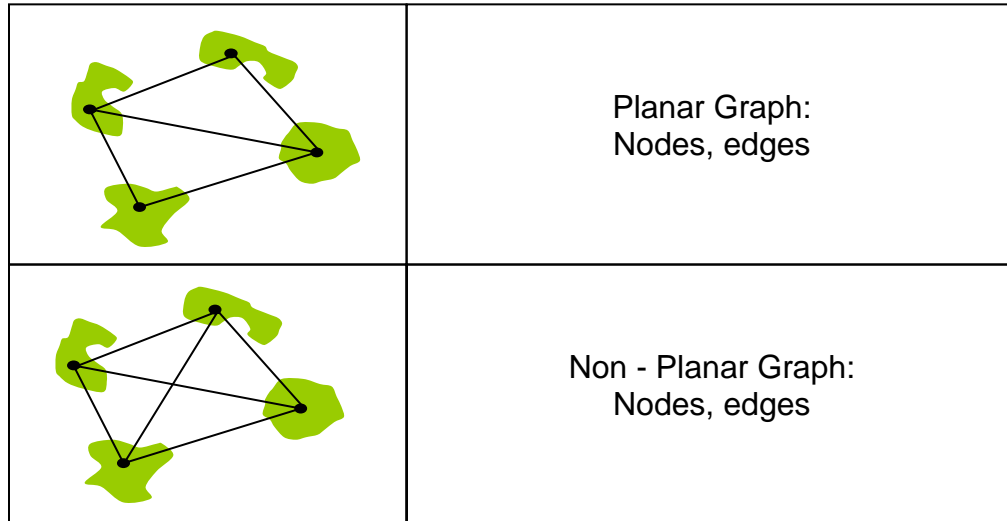 Planar Graph:
Nodes, edges
Non - Planar Graph:
Nodes, edges